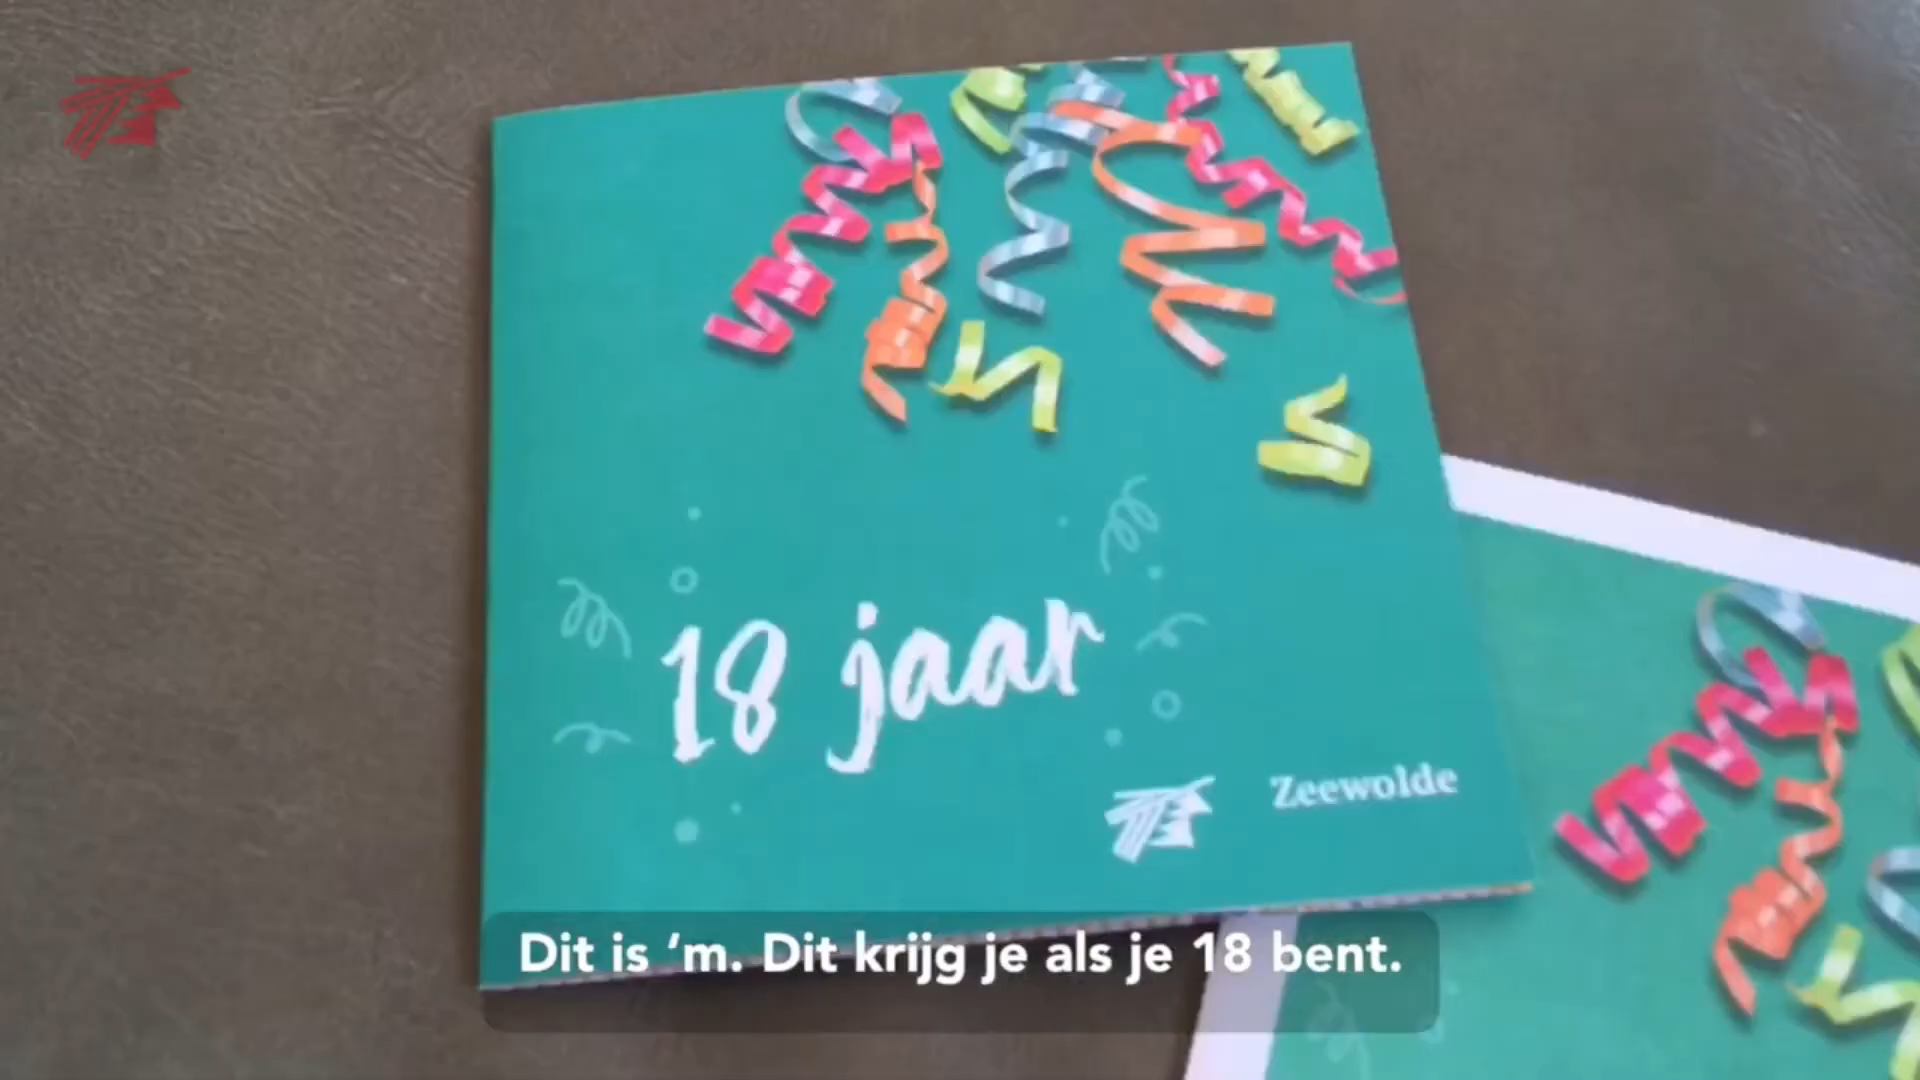 18 jaar
Zeewolde
Dit is ‘m. Dit krijg je als je 18 bent.